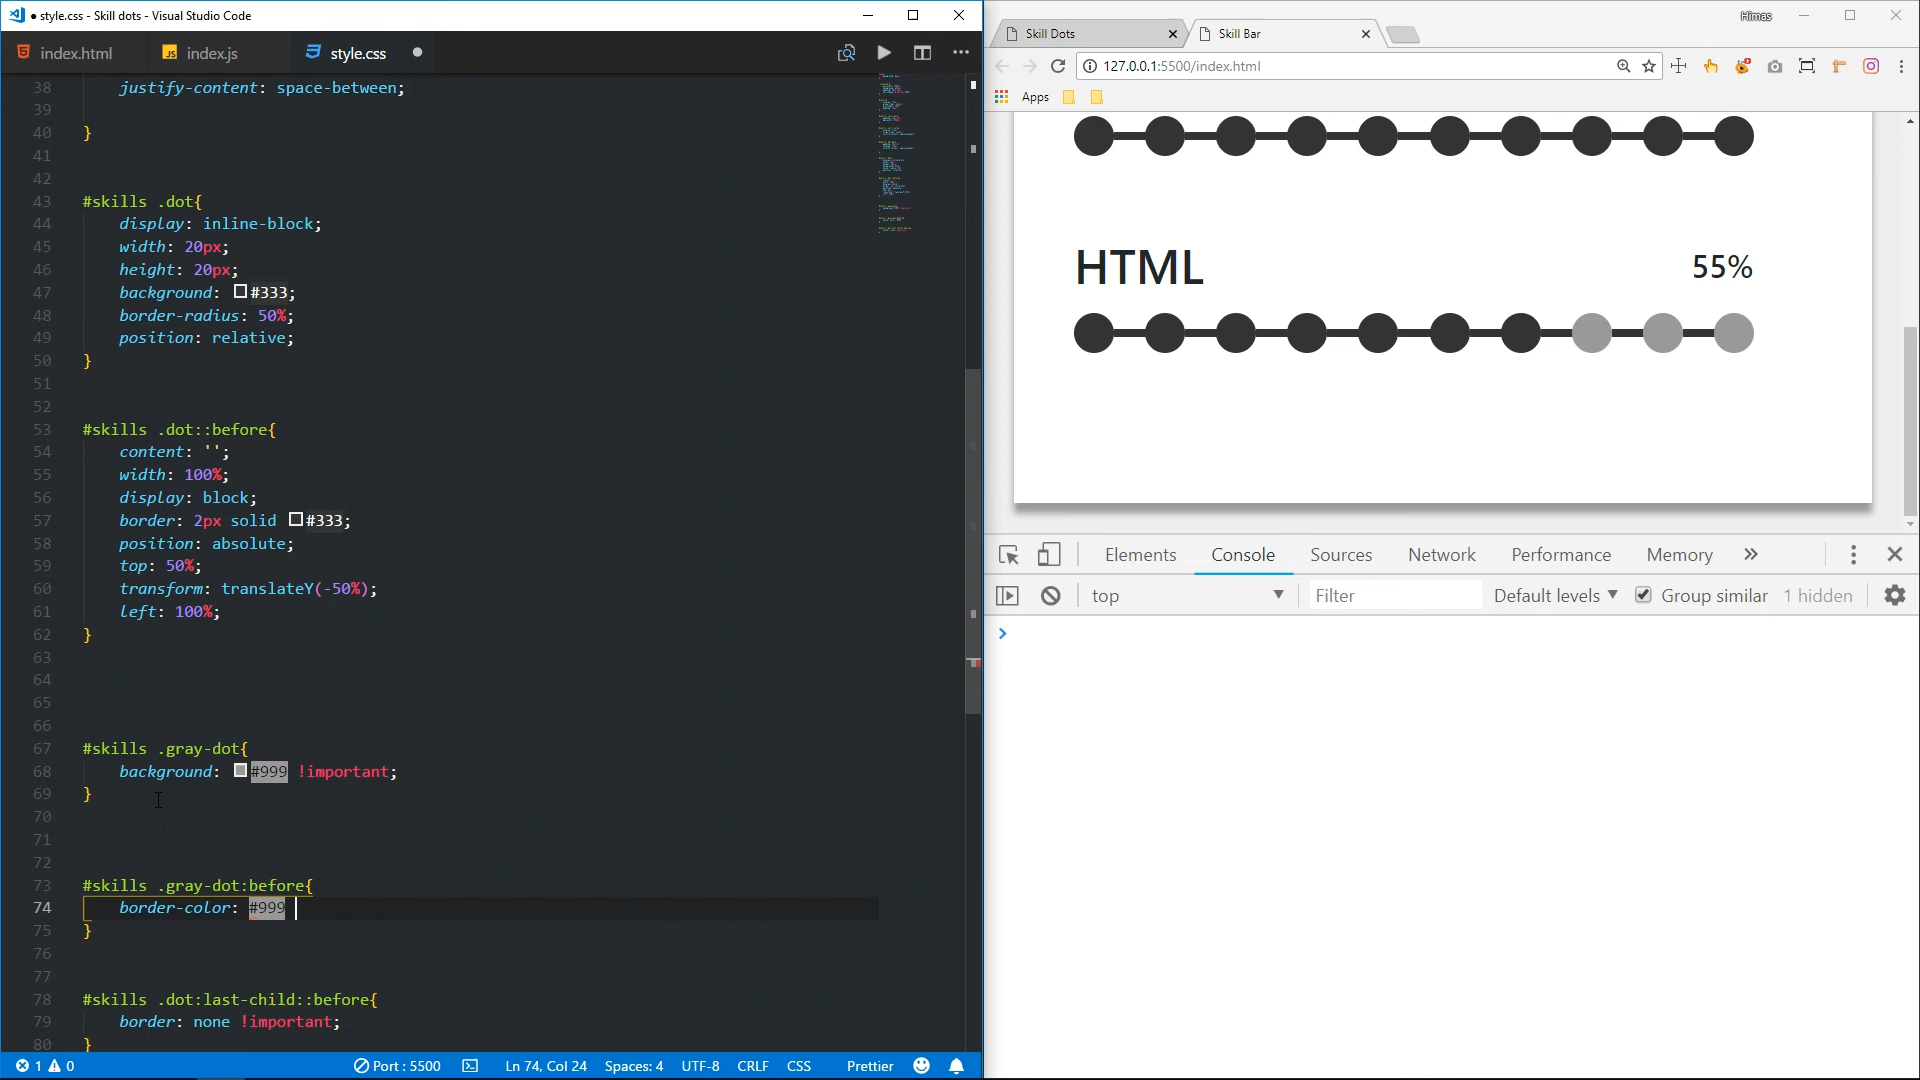 ● style.css - Skill dots - Visual Studio Code
index.html
index.js
style.css
38 justify-content: space-between;
39
40 }
41
42
43 #skills .dot{
44 display: inline-block;
45 width: 20px;
46 height: 20px;
47 background: #333;
48 border-radius: 50%;
49 position: relative;
50 }
51
52
53 #skills .dot::before{
54 content: '';
55 width: 100%;
56 display: block;
57 border: 2px solid #333;
58 position: absolute;
59 top: 50%;
60 transform: translateY(-50%);
61 left: 100%;
62 }
63
64
65
66
67 #skills .gray-dot{
68 background: #999 !important;
69 }
70
71
72
73 #skills .gray-dot:before{
74 border-color: #999
75 }
76
77
78 #skills .dot:last-child::before{
79 border: none !important;
80 }
1 0 Port : 5500 Ln 74, Col 24 Spaces: 4 UTF-8 CRLF CSS Prettier
Himas
Skill Dots
Skill Bar
127.0.0.1:5500/index.html
Apps
HTML 55%
Elements Console Sources Network Performance Memory »
top Filter Default levels Group similar 1 hidden